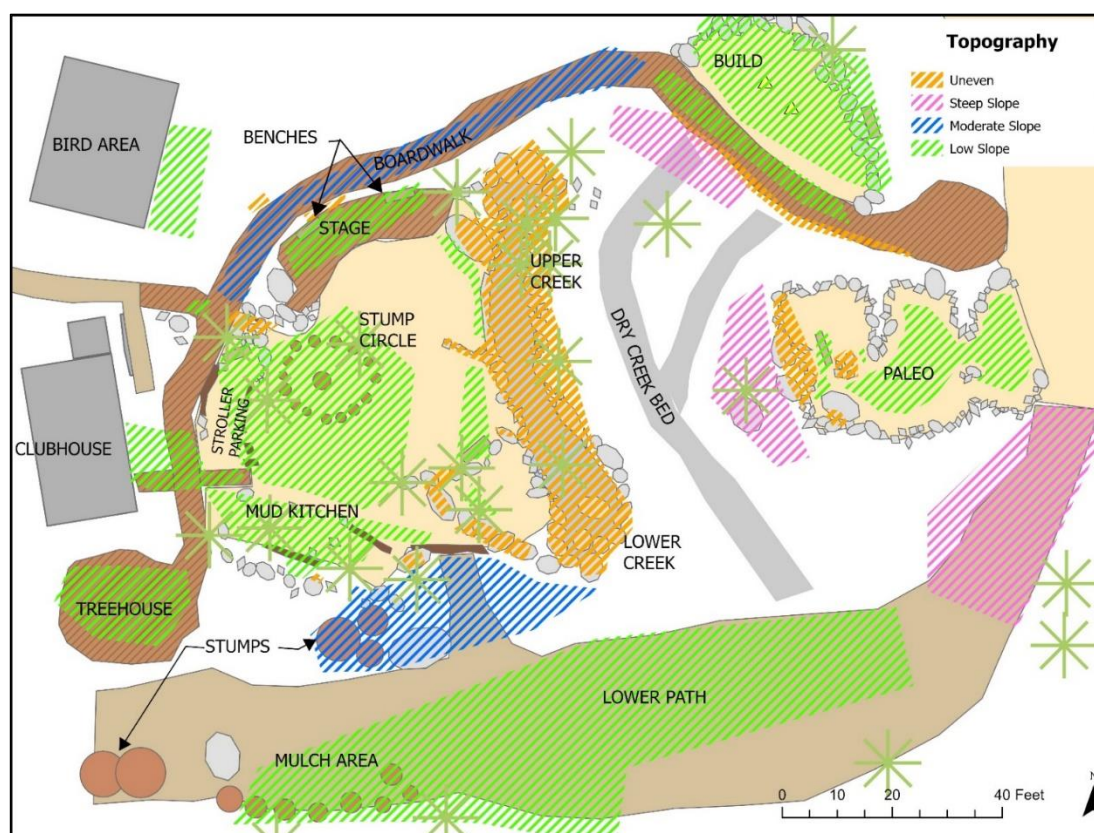 Topography
Uneven
Steep Slope
Moderate Slope
Low Slope
BUILD
BIRD AREA
BENCHES
BOARDWALK
STAGE
UPPER
CREEK
STUMP
CIRCLE
DRY CREEK BED
PALEO
STROLLER
PARKING
CLUBHOUSE
MUD KITCHEN
LOWER
CREEK
TREEHOUSE
STUMPS
LOWER PATH
MULCH AREA
0 10 20 40 Feet
N